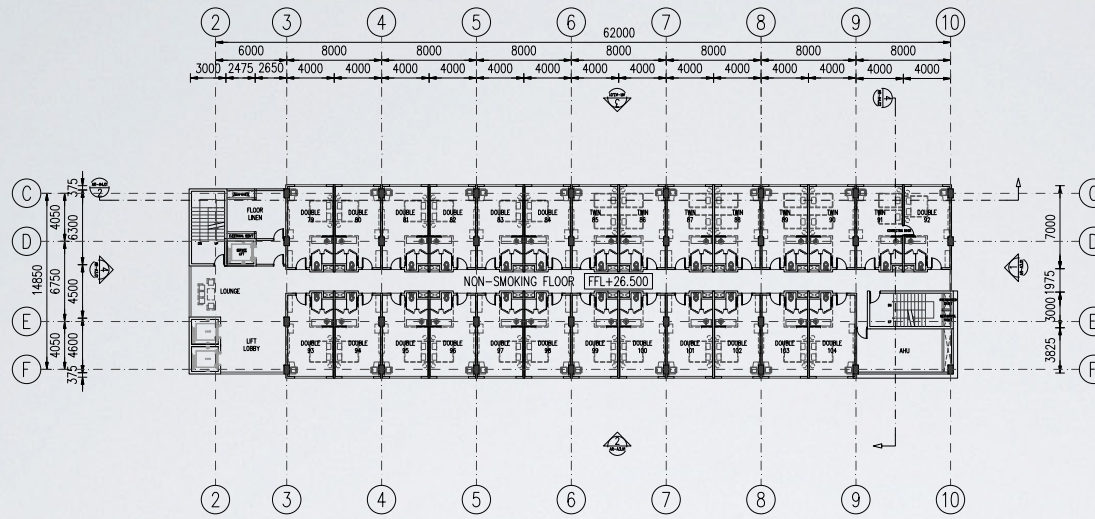 2 3 4 5 6 7 8 9 10
62000
6000 8000 8000 8000 8000 8000 8000 8000
3000 2475 2650 4000 4000 4000 4000 4000 4000 4000 4000 4000 4000 4000 4000 4000 4000
3
C 375 C
2
4050 6300 7000
FLOOR LINEN
DOUBLE 79 DOUBLE 80 DOUBLE 81 DOUBLE 82 DOUBLE 83 DOUBLE 84 TWIN 85 TWIN 86 TWIN 87 TWIN 88 TWIN 89 TWIN 90 TWIN 91 DOUBLE 92
D D
4
14850 6750 4500 1975
LOUNGE
NON-SMOKING FLOOR FFL+26.500
1
E 3000 E
4050 4600 3825
LIFT LOBBY
DOUBLE 93 DOUBLE 94 DOUBLE 95 DOUBLE 96 DOUBLE 97 DOUBLE 98 DOUBLE 99 DOUBLE 100 DOUBLE 101 DOUBLE 102 DOUBLE 103 DOUBLE 104
AHU
F 375 F
2
2 3 4 5 6 7 8 9 10